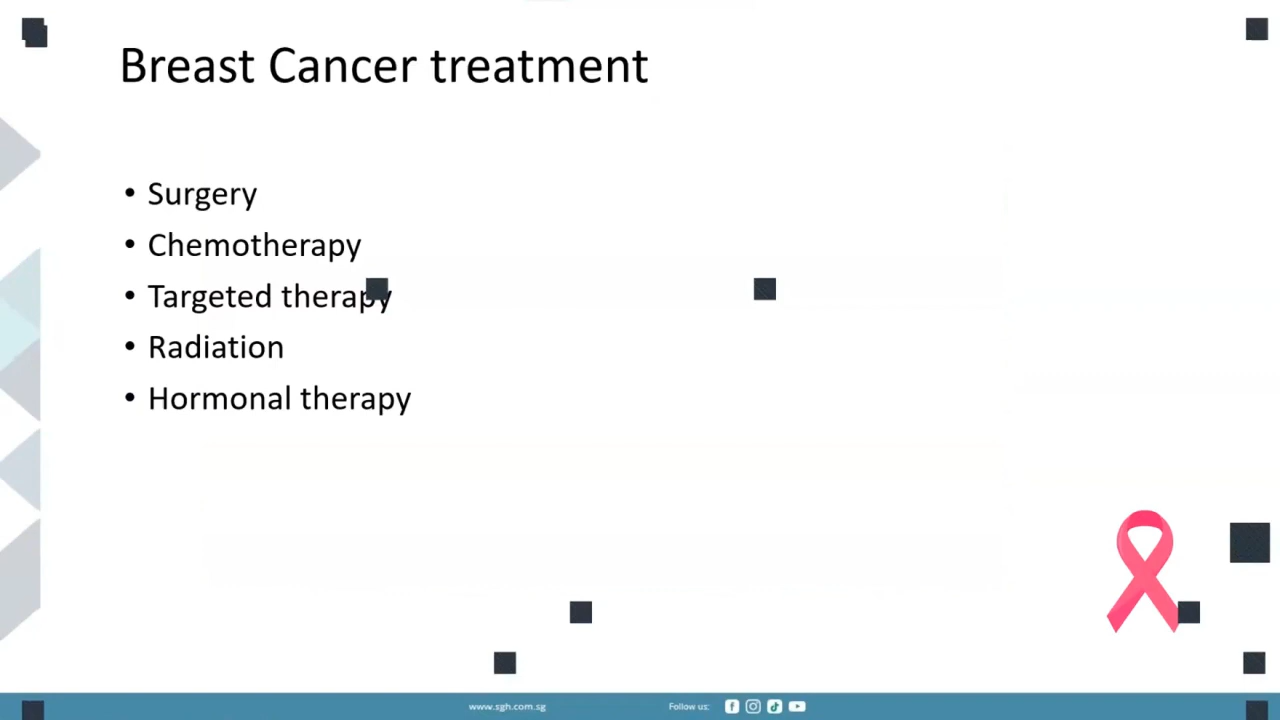 Breast Cancer treatment
• Surgery
• Chemotherapy
• Targeted therapy
• Radiation
• Hormonal therapy
www.sgh.com.sg
Follow us: